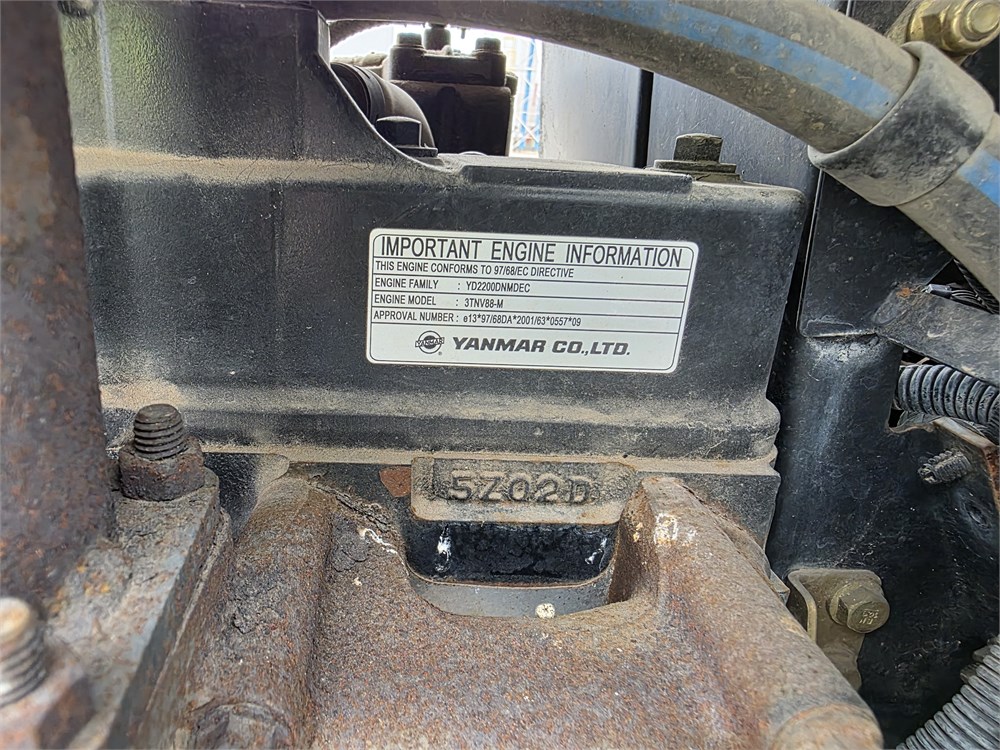 IMPORTANT ENGINE INFORMATION
THIS ENGINE CONFORMS TO 97/68/EC DIRECTIVE
ENGINE FAMILY : YD2200DNMDEC
ENGINE MODEL : 3TNV88-M
APPROVAL NUMBER : e13*97/68DA*2001/63*0557*09
YANMAR
YANMAR CO.,LTD.
5Z02D